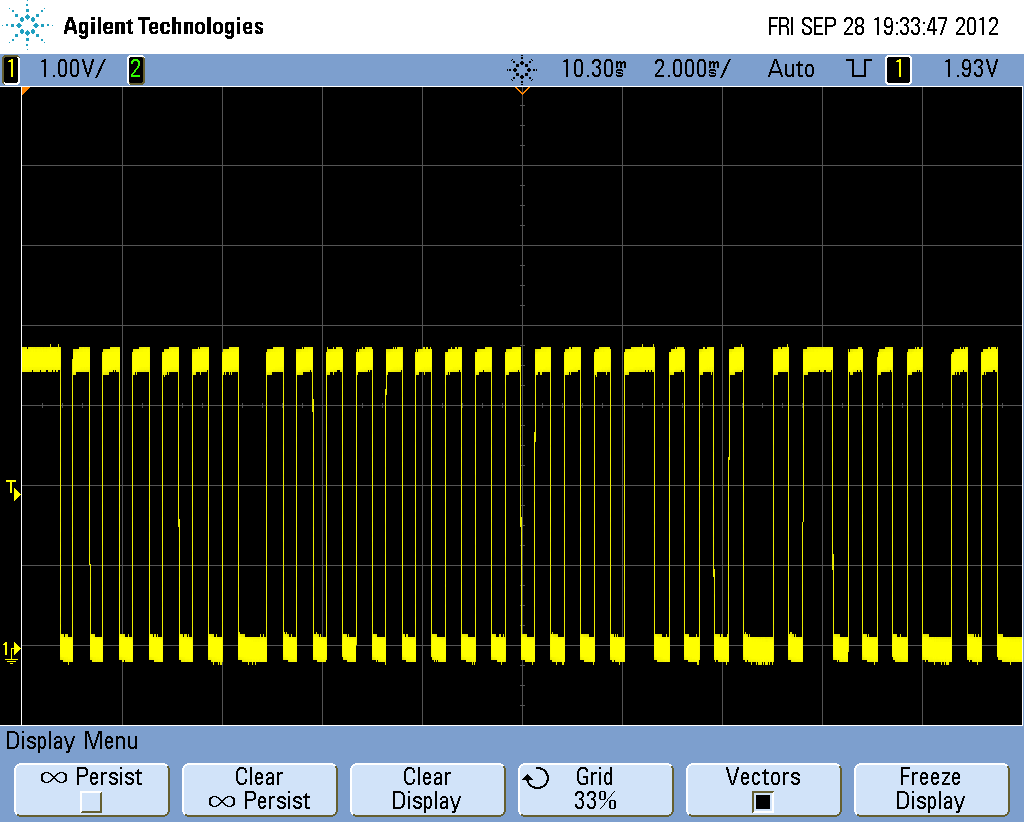 Agilent Technologies FRI SEP 28 19:33:47 2012
1 1.00V/ 2 10.30ms 2.000ms/ Auto 1 1.93V
T
1
Display Menu
∞ Persist
Clear
∞ Persist
Clear
Display
Grid
33%
Vectors
Freeze
Display